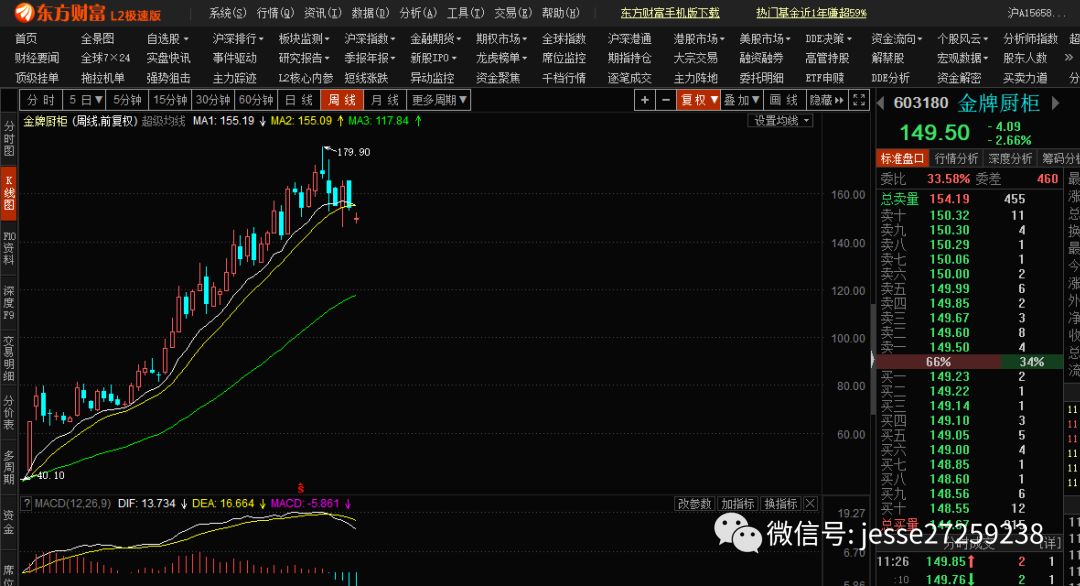 东方财富 L2极速版 系统(S) 行情(Q) 资讯(I) 数据(D) 分析(A) 工具(T) 交易(E) 帮助(H) 东方财富手机版下载 热门基金近1年赚超59% 沪A15658...
首页 全景图 自选股 沪深排行 板块监测 沪深指数 金融期货 期权市场 全球指数 沪深港通 港股市场 美股市场 DDE决策 资金流向 个股风云 分析师指数 超
财经要闻 全球7×24 实盘快讯 事件驱动 研究报告 季报年报 新股IPO 龙虎榜单 席位监控 期指持仓 大宗交易 融资融券 高管持股 解禁股 宏观数据 股东人数 »
顶级挂单 拖拉机单 强势狙击 主力踪迹 L2核心内参 短线涨跌 异动监控 资金聚焦 千档行情 逐笔成交 主力阵地 委托明细 ETF申赎 DDE分析 资金解密 买卖力道 主
分 时 5 日▼ 5分钟 15分钟 30分钟 60分钟 日 线 周 线 月 线 更多周期▼ + − 复权▼ 叠加▼ 画 线 隐藏
金牌厨柜 (周线,前复权) 超级均线 MA1: 155.19 ↓ MA2: 155.09 ↑ MA3: 117.84 ↑ 设置均线
分时图
K线图
F10资料
深度F9
交易明细
分价表
多周期
资金
席位
179.90
40.10
160.00
140.00
120.00
100.00
80.00
60.00
$
? MACD(12,26,9) DIF: 13.734 ↓ DEA: 16.664 ↓ MACD: -5.861 ↓ 改参数 加指标 换指标
19.27
6.70
5.86
603180 金牌厨柜
149.50 - 4.09
- 2.66%
标准盘口 行情分析 深度分析 筹码分析
委比 33.58% 委差 460
总卖量 154.19 455
卖十 150.32 11
卖九 150.30 4
卖八 150.29 1
卖七 150.06 1
卖六 150.00 2
卖五 149.99 6
卖四 149.85 2
卖三 149.67 3
卖二 149.60 8
卖一 149.50 4
66% 34%
买一 149.23 2
买二 149.22 1
买三 149.14 1
买四 149.10 3
买五 149.05 5
买六 149.00 4
买七 148.85 1
买八 148.60 1
买九 148.56 6
买十 148.55 12
总买量 915
分时成交 [详]
11:26 149.85↑ 2 1
:10 149.76↓ 2 1
微信号: jesse27259238